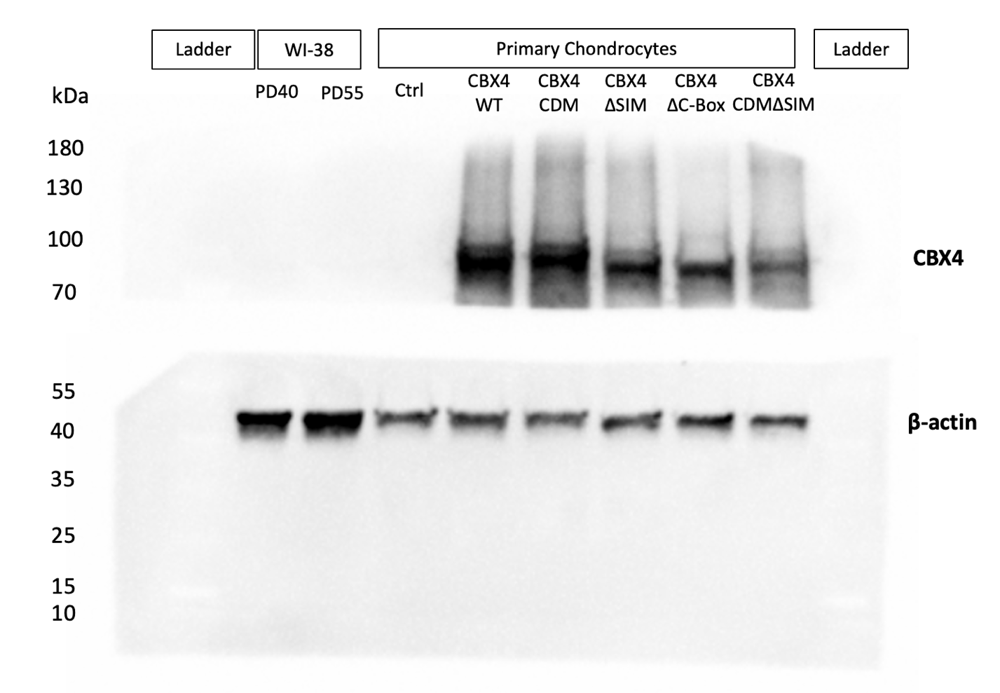 Ladder WI-38 Primary Chondrocytes Ladder
kDa PD40 PD55 Ctrl CBX4 WT CBX4 CDM CBX4 ΔSIM CBX4 ΔC-Box CBX4 CDMΔSIM
180
130
100
CBX4
70
55
40 β-actin
35
25
15
10